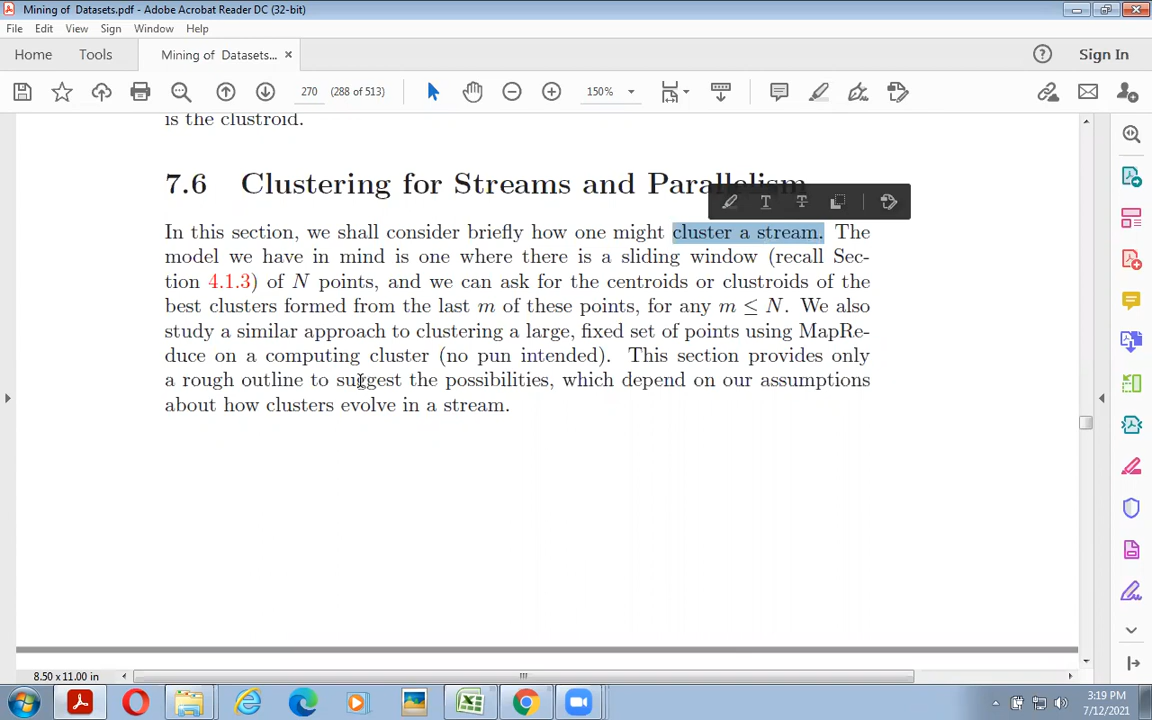 Mining of Datasets.pdf - Adobe Acrobat Reader DC (32-bit)
File Edit View Sign Window Help
Home Tools Mining of Datasets... × Sign In
270 (288 of 513) 150%
is the clustroid.
7.6 Clustering for Streams and Parallelism
In this section, we shall consider briefly how one might cluster a stream. The
model we have in mind is one where there is a sliding window (recall Sec-
tion 4.1.3) of N points, and we can ask for the centroids or clustroids of the
best clusters formed from the last m of these points, for any m ≤ N. We also
study a similar approach to clustering a large, fixed set of points using MapRe-
duce on a computing cluster (no pun intended). This section provides only
a rough outline to suggest the possibilities, which depend on our assumptions
about how clusters evolve in a stream.
8.50 x 11.00 in
3:19 PM
7/12/2021